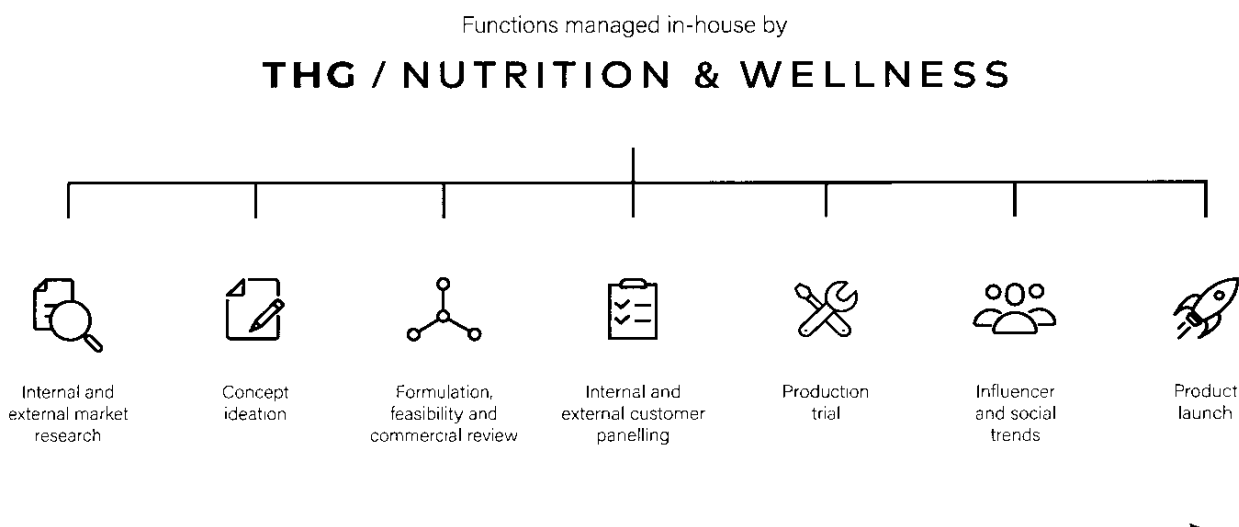 Functions managed in-house by
THG / NUTRITION & WELLNESS
Internal and
external market
research
Concept
ideation
Formulation,
feasibility and
commercial review
Internal and
external customer
panelling
Production
trial
Influencer
and social
trends
Product
launch